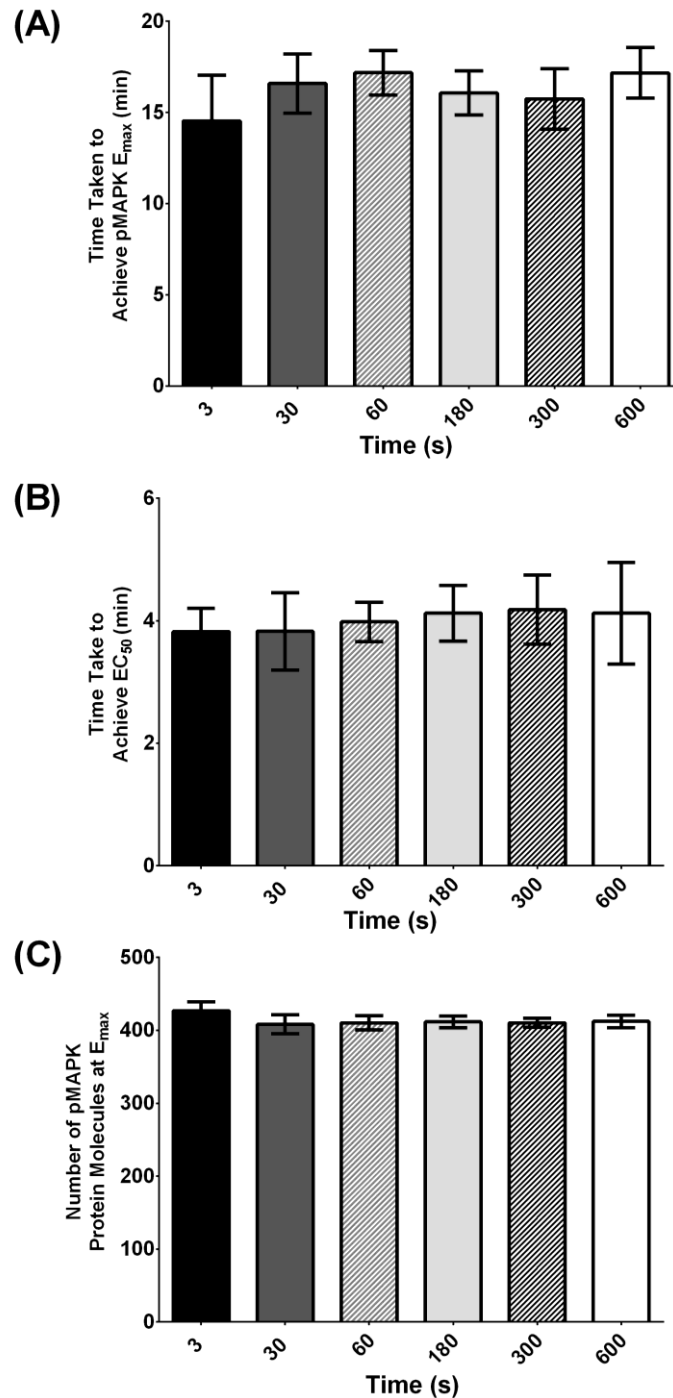 (A)
Time Taken to
Achieve pMAPK Emax (min)
20
15
10
5
0
3 30 60 180 300 600
Time (s)
(B)
Time Take to
Achieve EC50 (min)
6
4
2
0
3 30 60 180 300 600
Time (s)
(C)
Number of pMAPK
Protein Molecules at Emax
500
400
300
200
100
0
3 30 60 180 300 600
Time (s)